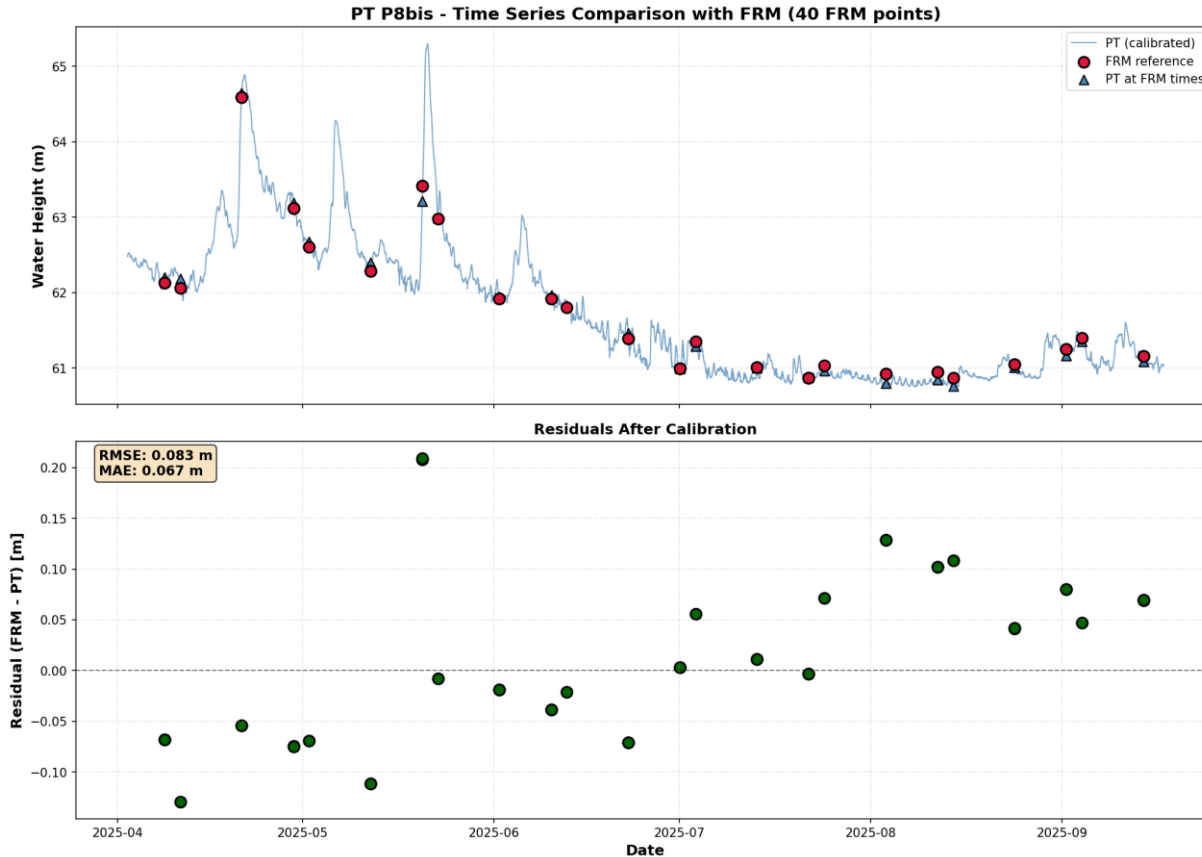 PT P8bis - Time Series Comparison with FRM (40 FRM points)
PT (calibrated)
FRM reference
PT at FRM times
Water Height (m)
65
64
63
62
61
Residuals After Calibration
RMSE: 0.083 m
MAE: 0.067 m
Residual (FRM - PT) [m]
0.20
0.15
0.10
0.05
0.00
−0.05
−0.10
2025-04
2025-05
2025-06
2025-07
2025-08
2025-09
Date